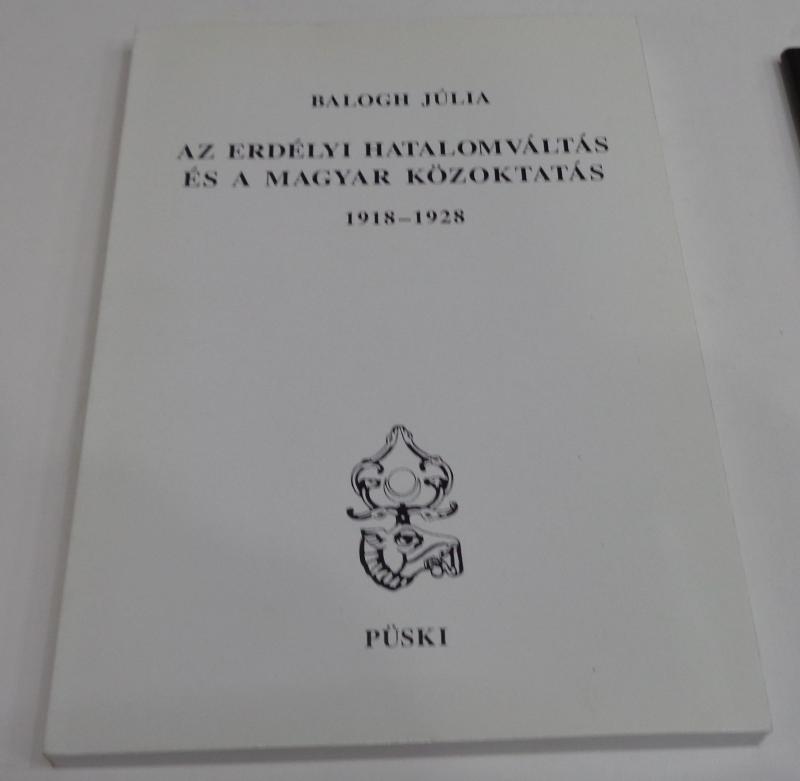 BALOGH JÚLIA
AZ ERDÉLYI HATALOMVÁLTÁS
ÉS A MAGYAR KÖZOKTATÁS
1918–1928
PÜSKI